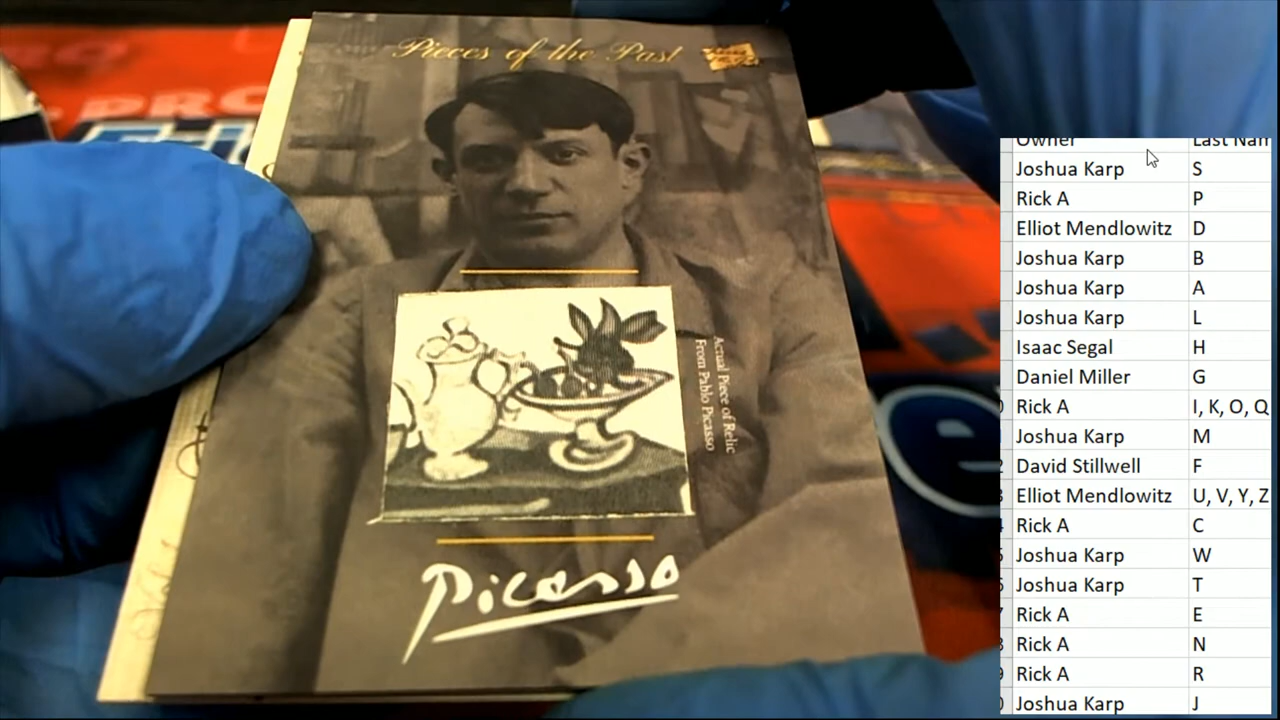 Pieces of the Past
Actual Piece of Relic
From Pablo Picasso
Picasso
PRO
e
Owner Last Nam
Joshua Karp S
Rick A P
Elliot Mendlowitz D
Joshua Karp B
Joshua Karp A
Joshua Karp L
Isaac Segal H
Daniel Miller G
Rick A I, K, O, Q
Joshua Karp M
David Stillwell F
Elliot Mendlowitz U, V, Y, Z
Rick A C
Joshua Karp W
Joshua Karp T
Rick A E
Rick A N
Rick A R
Joshua Karp J